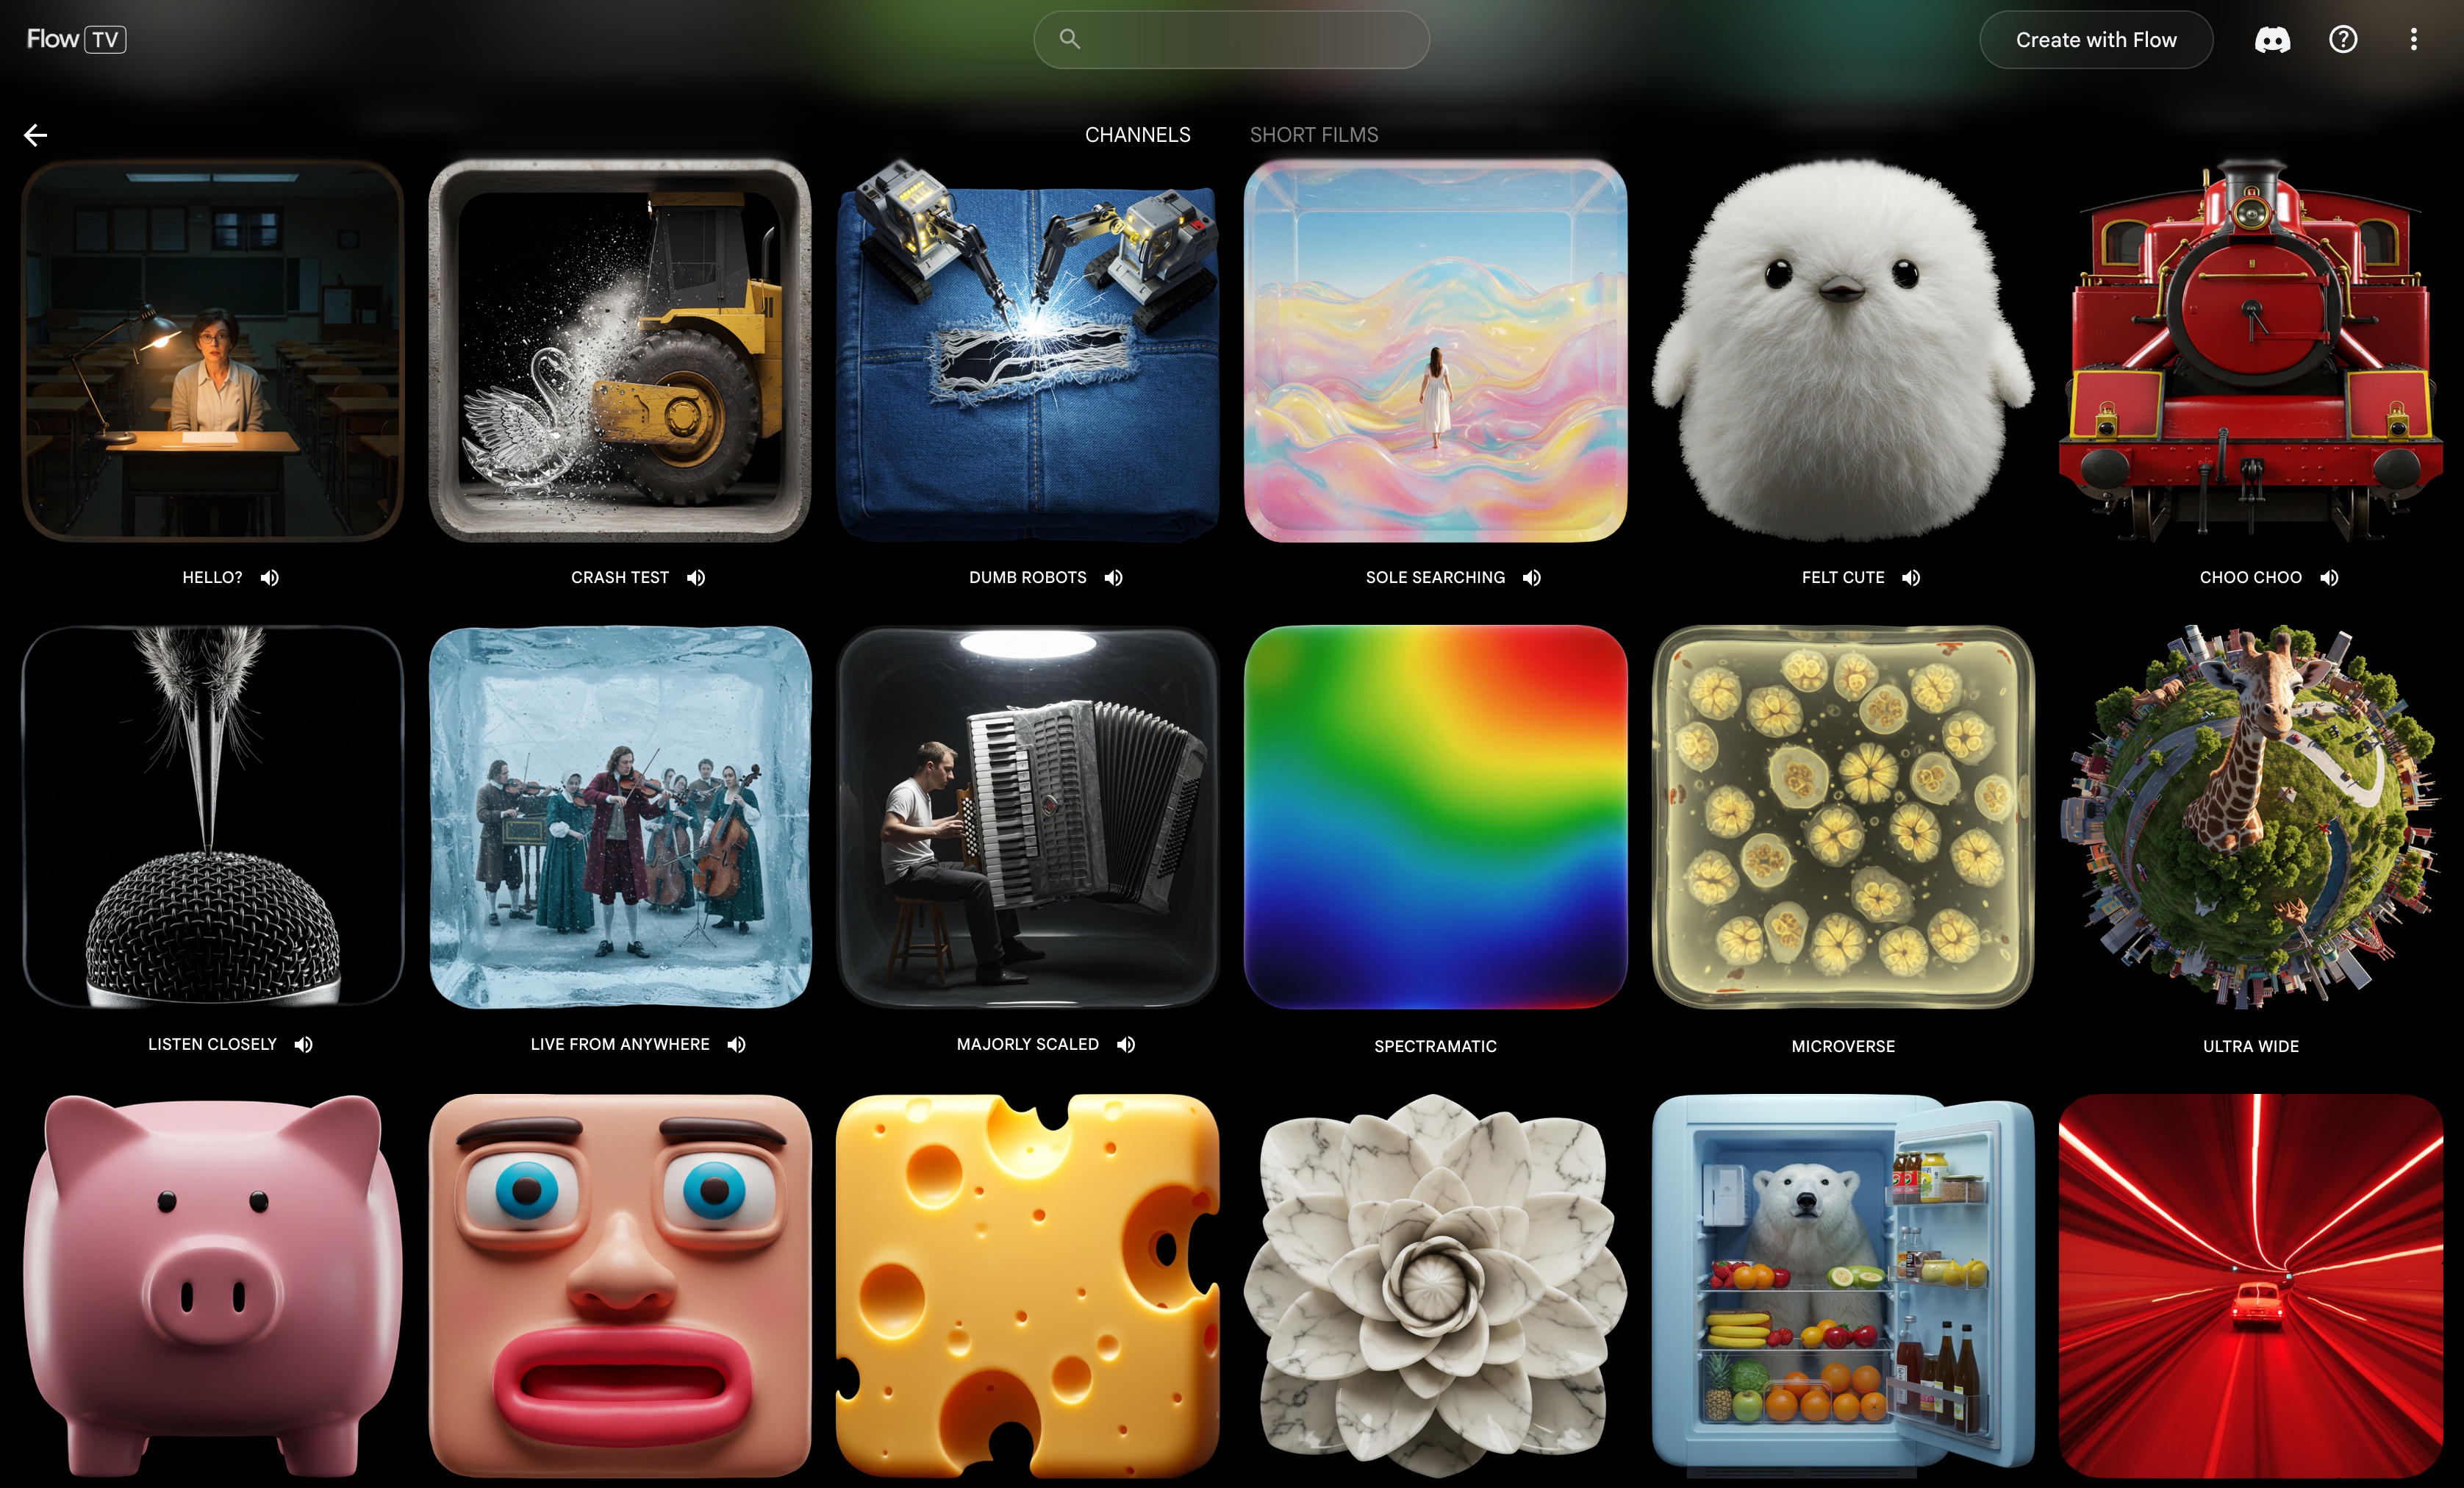 Flow TV
Create with Flow
CHANNELS
SHORT FILMS
HELLO?
CRASH TEST
DUMB ROBOTS
SOLE SEARCHING
FELT CUTE
CHOO CHOO
LISTEN CLOSELY
LIVE FROM ANYWHERE
MAJORLY SCALED
SPECTRAMATIC
MICROVERSE
ULTRA WIDE